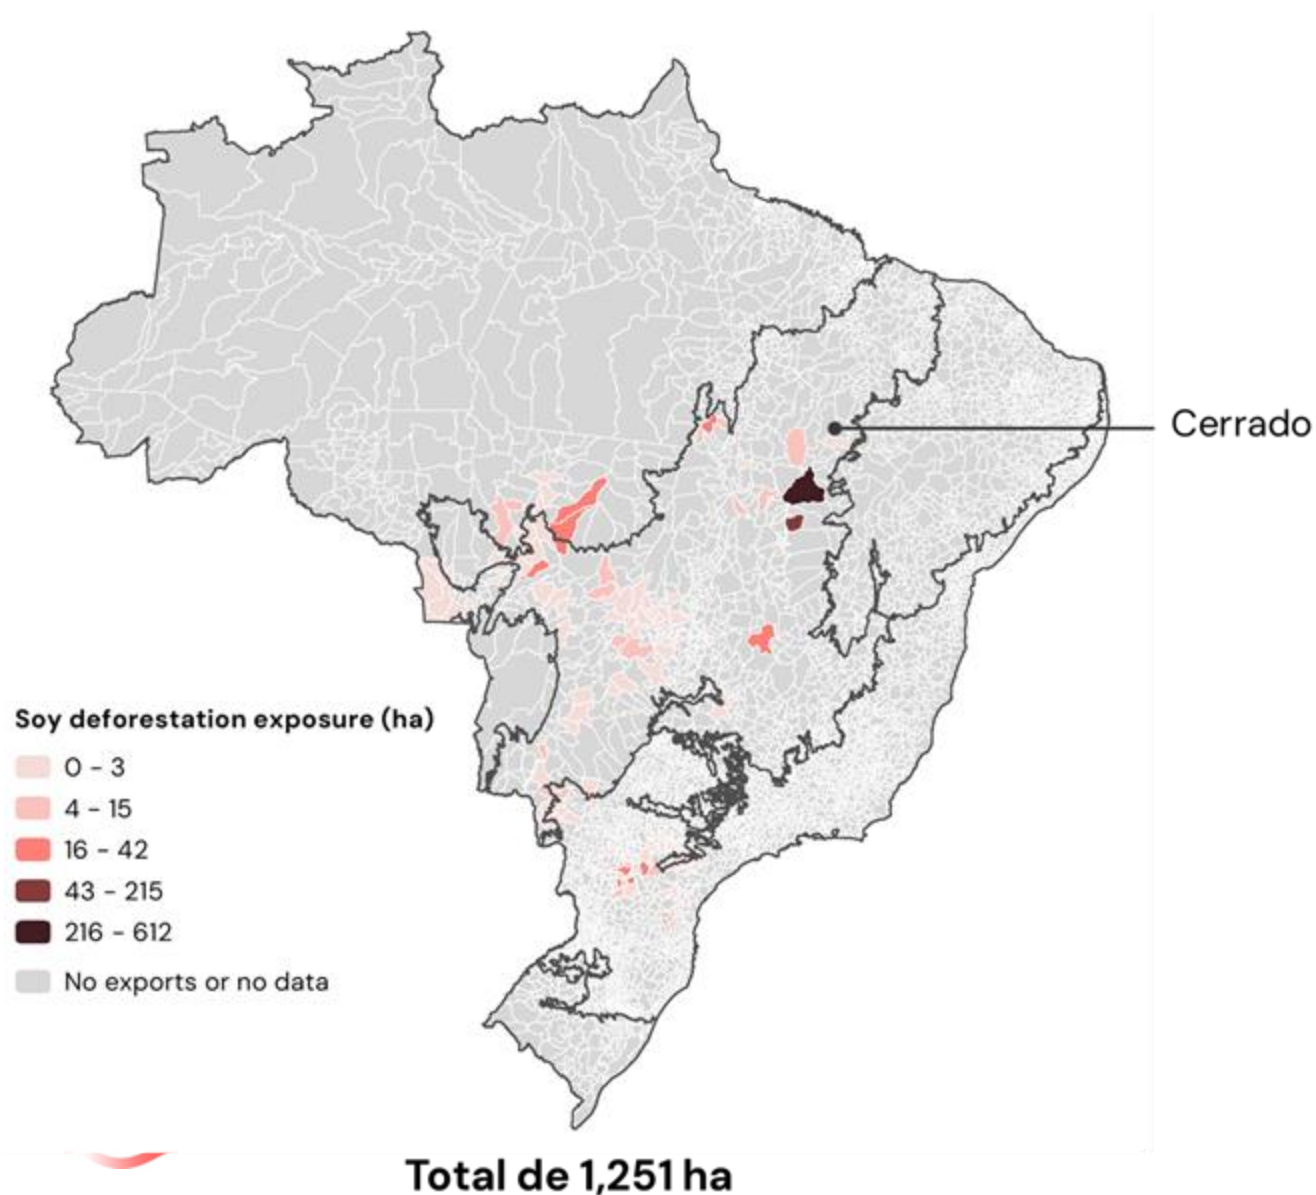 Cerrado
Soy deforestation exposure (ha)
0 – 3
4 – 15
16 – 42
43 – 215
216 – 612
No exports or no data
Total de 1,251 ha